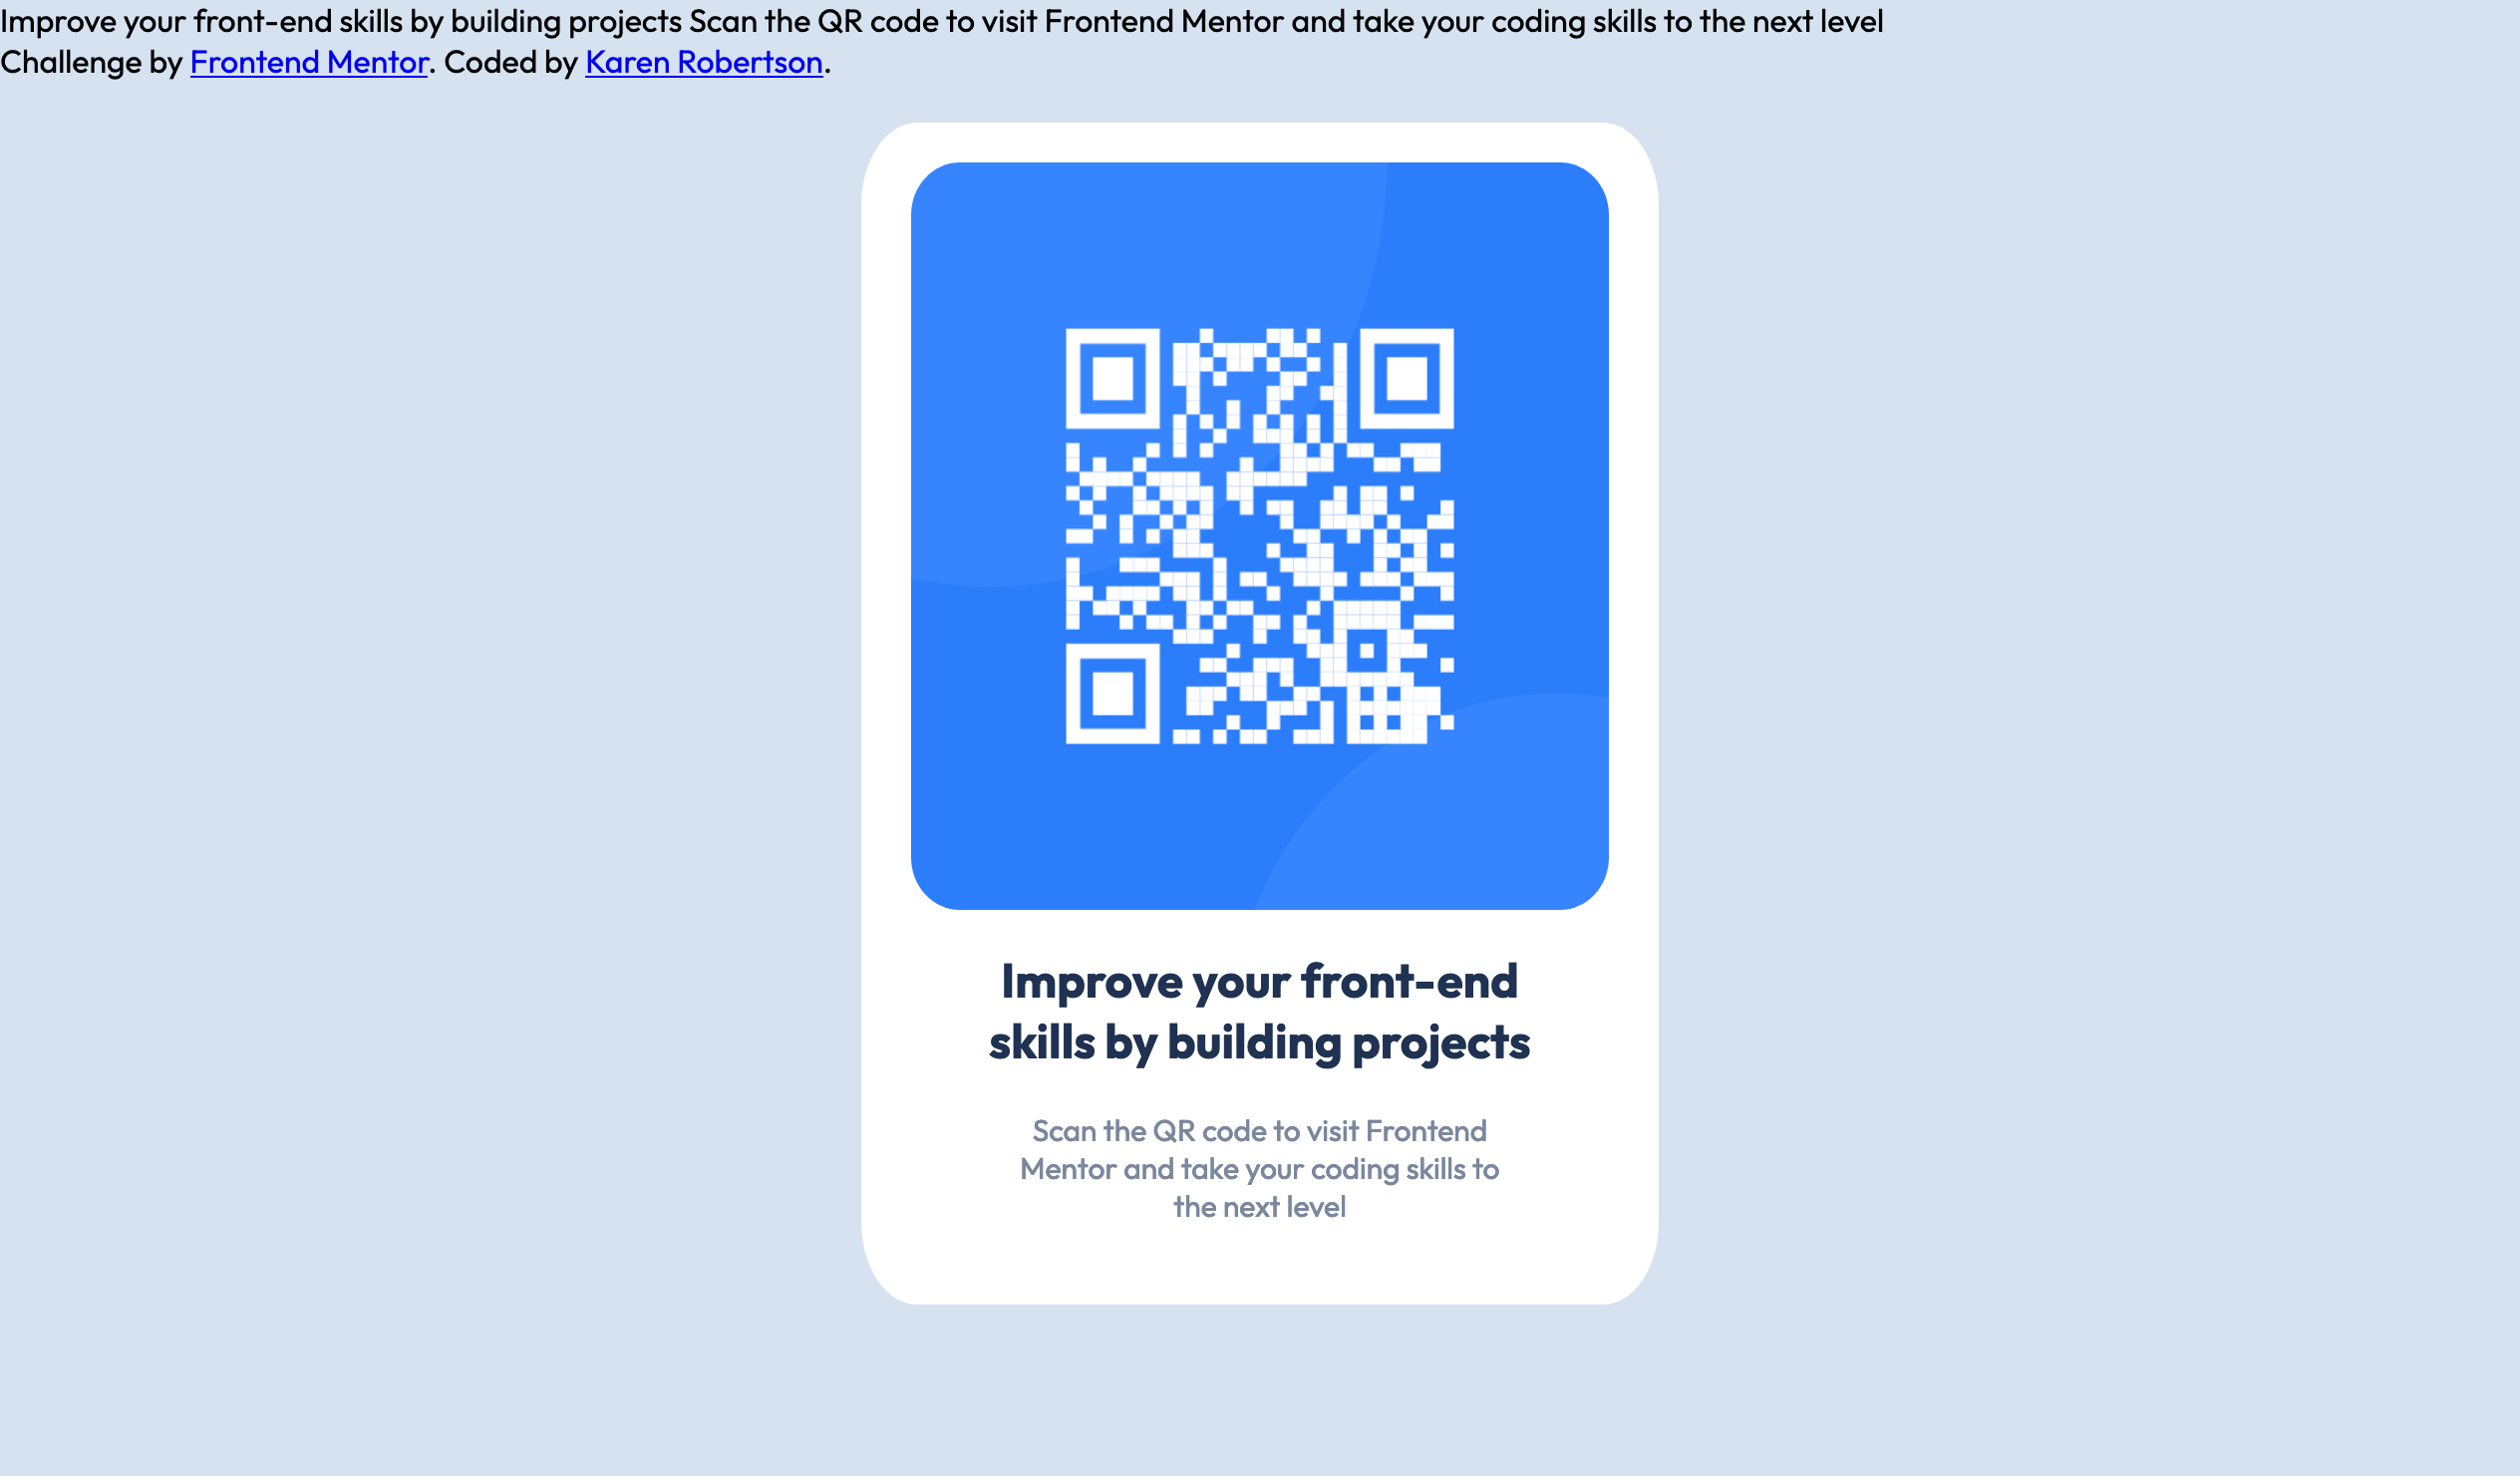 Improve your front-end skills by building projects Scan the QR code to visit Frontend Mentor and take your coding skills to the next level
Challenge by Frontend Mentor. Coded by Karen Robertson.
Improve your front-end
skills by building projects
Scan the QR code to visit Frontend
Mentor and take your coding skills to
the next level